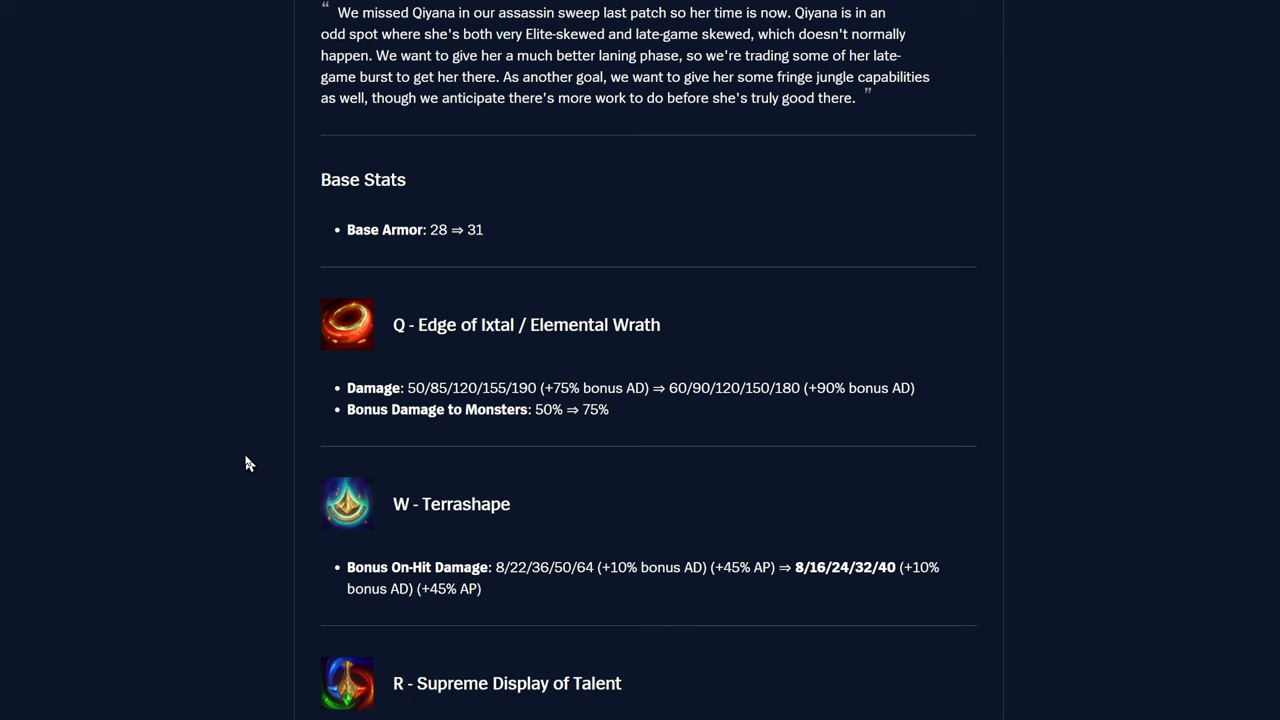 “ We missed Qiyana in our assassin sweep last patch so her time is now. Qiyana is in an
odd spot where she's both very Elite-skewed and late-game skewed, which doesn't normally
happen. We want to give her a much better laning phase, so we're trading some of her late-
game burst to get her there. As another goal, we want to give her some fringe jungle capabilities
as well, though we anticipate there's more work to do before she's truly good there. ”
Base Stats
• Base Armor: 28 ⇒ 31
Q - Edge of Ixtal / Elemental Wrath
• Damage: 50/85/120/155/190 (+75% bonus AD) ⇒ 60/90/120/150/180 (+90% bonus AD)
• Bonus Damage to Monsters: 50% ⇒ 75%
W - Terrashape
• Bonus On-Hit Damage: 8/22/36/50/64 (+10% bonus AD) (+45% AP) ⇒ 8/16/24/32/40 (+10%
bonus AD) (+45% AP)
R - Supreme Display of Talent